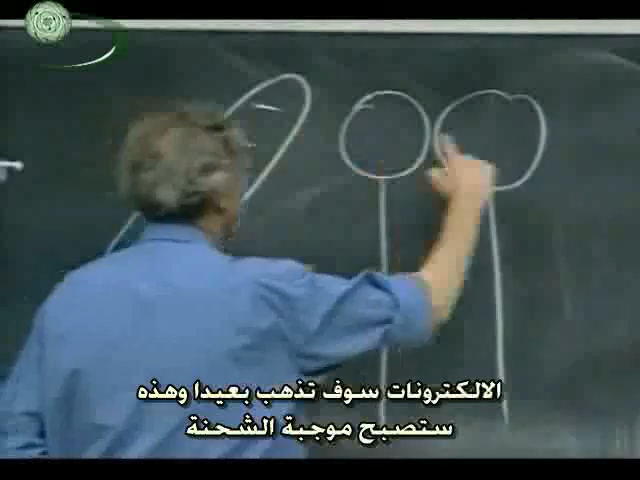 الالكترونات سوف تذهب بعيدا وهذه
ستصبح موجبة الشحنة